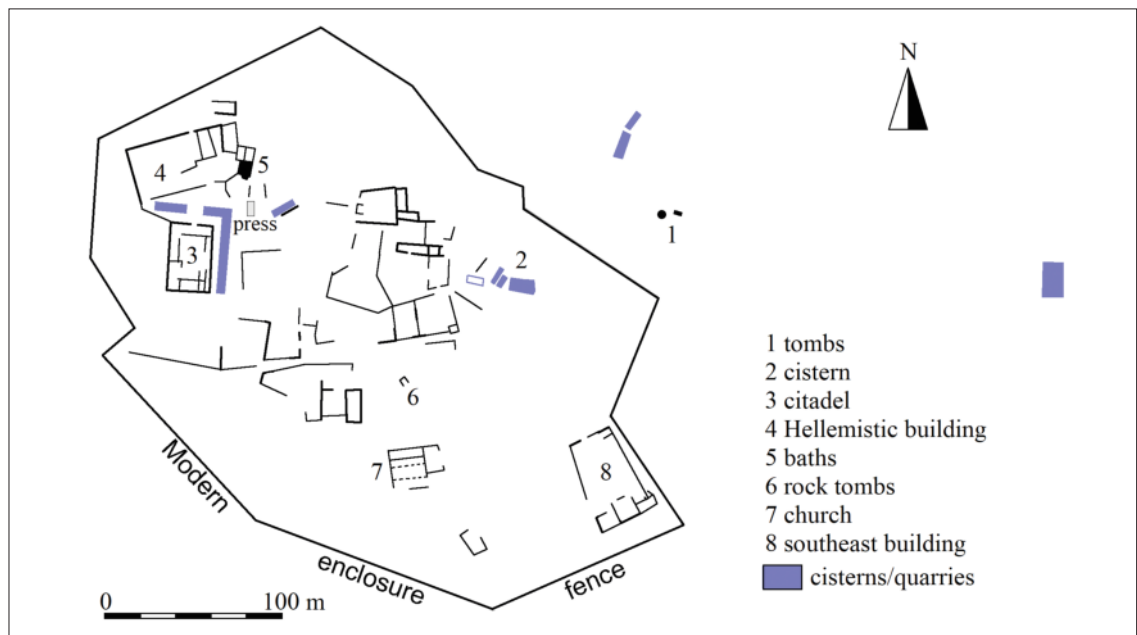 N
4
5
press
3
2
1
6
7
8
Modern
enclosure
fence
0 100 m
1 tombs
2 cistern
3 citadel
4 Hellemistic building
5 baths
6 rock tombs
7 church
8 southeast building
cisterns/quarries